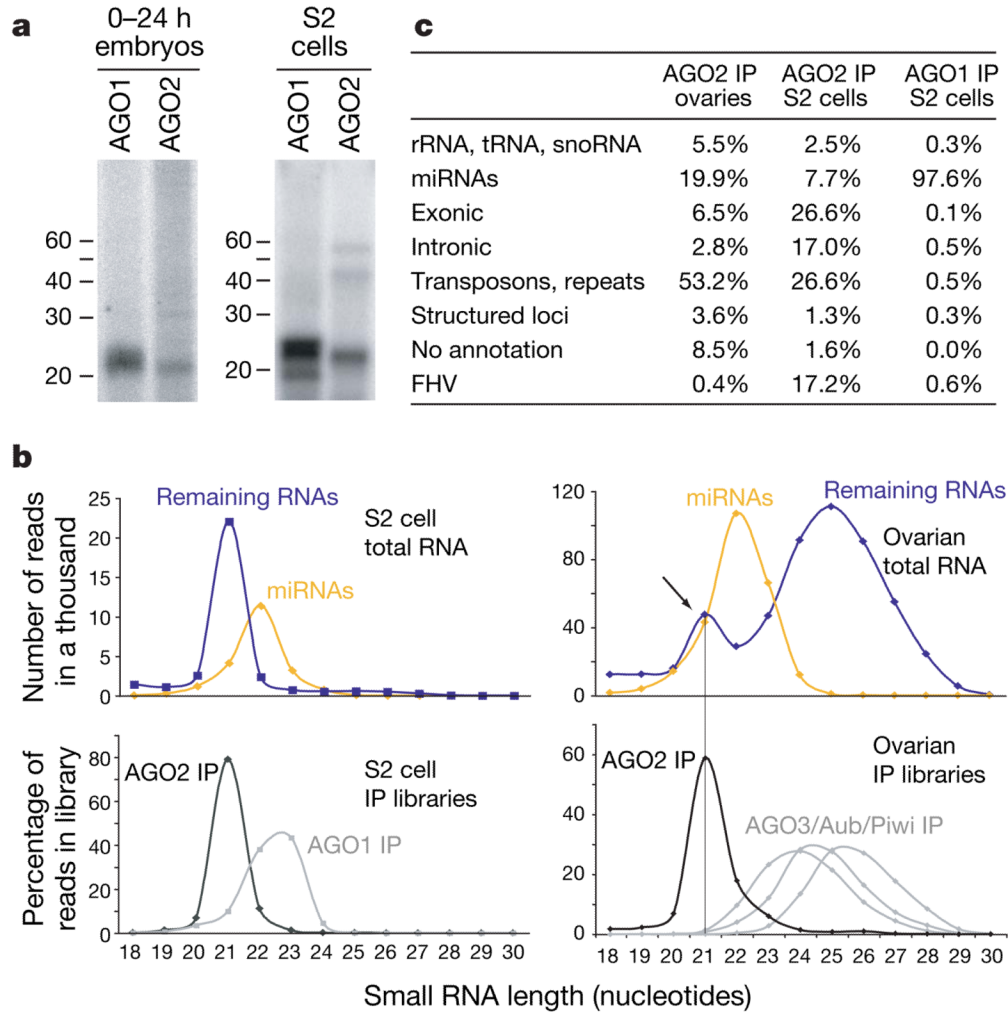 a
0–24 h
embryos
S2
cells
AGO1
AGO2
AGO1
AGO2
60
40
30
20
60
40
30
20
c
AGO2 IP
ovaries
AGO2 IP
S2 cells
AGO1 IP
S2 cells
rRNA, tRNA, snoRNA 5.5% 2.5% 0.3%
miRNAs 19.9% 7.7% 97.6%
Exonic 6.5% 26.6% 0.1%
Intronic 2.8% 17.0% 0.5%
Transposons, repeats 53.2% 26.6% 0.5%
Structured loci 3.6% 1.3% 0.3%
No annotation 8.5% 1.6% 0.0%
FHV 0.4% 17.2% 0.6%
b
Number of reads
in a thousand
25
20
15
10
5
0
Remaining RNAs
S2 cell
total RNA
miRNAs
120
80
40
0
miRNAs
Remaining RNAs
Ovarian
total RNA
Percentage of
reads in library
80
60
40
20
0
AGO2 IP
S2 cell
IP libraries
AGO1 IP
18 19 20 21 22 23 24 25 26 27 28 29 30
60
40
20
0
AGO2 IP
Ovarian
IP libraries
AGO3/Aub/Piwi IP
18 19 20 21 22 23 24 25 26 27 28 29 30
Small RNA length (nucleotides)